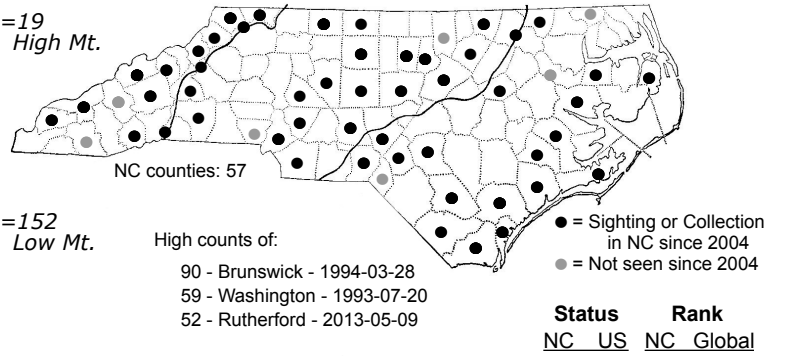 =19
High Mt.
NC counties: 57
=152
Low Mt.
High counts of:
90 - Brunswick - 1994-03-28
59 - Washington - 1993-07-20
52 - Rutherford - 2013-05-09
= Sighting or Collection
in NC since 2004
= Not seen since 2004
Status Rank
NC US NC Global